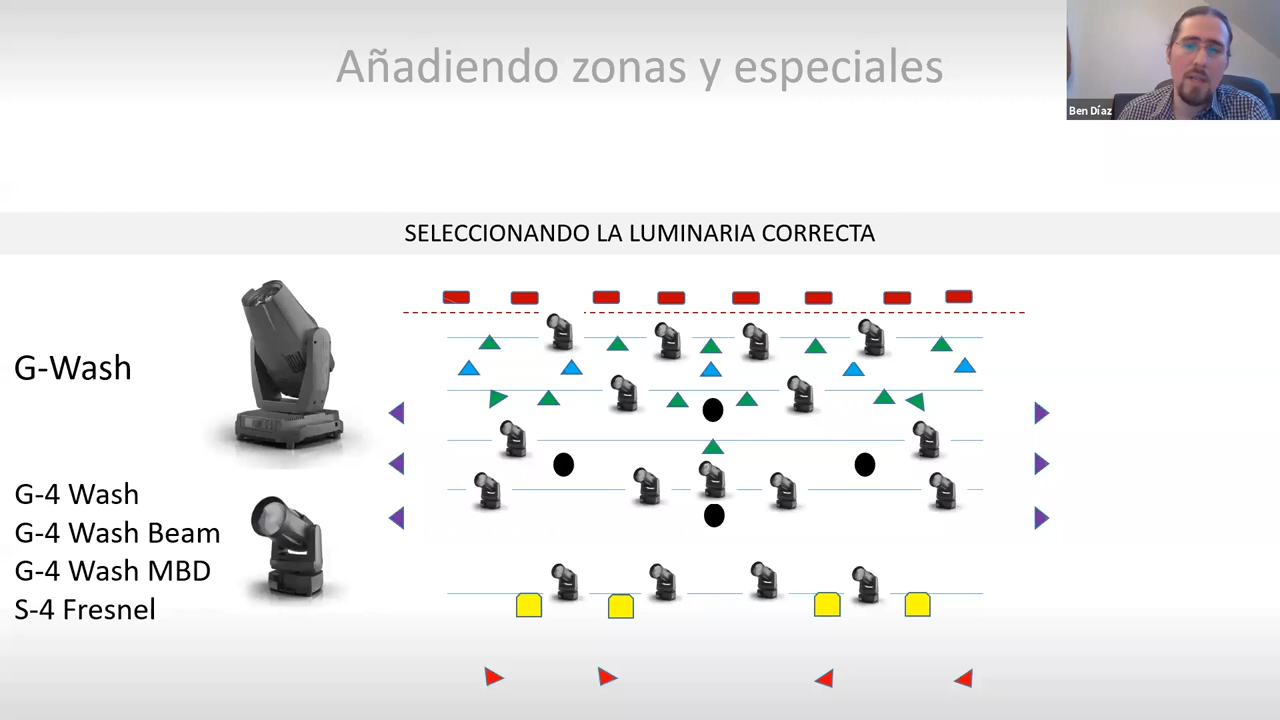 Añadiendo zonas y especiales
Ben Díaz
SELECCIONANDO LA LUMINARIA CORRECTA
G-Wash
G-4 Wash
G-4 Wash Beam
G-4 Wash MBD
S-4 Fresnel